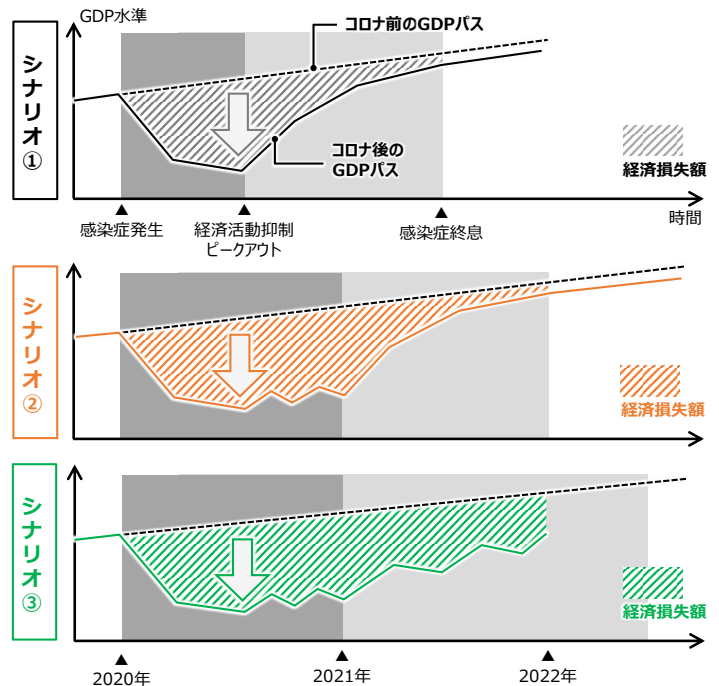 GDP水準
シナリオ①
コロナ前のGDPパス
コロナ後の
GDPパス
経済損失額
時間
感染症発生
経済活動抑制
ピークアウト
感染症終息
シナリオ②
経済損失額
シナリオ③
経済損失額
2020年
2021年
2022年